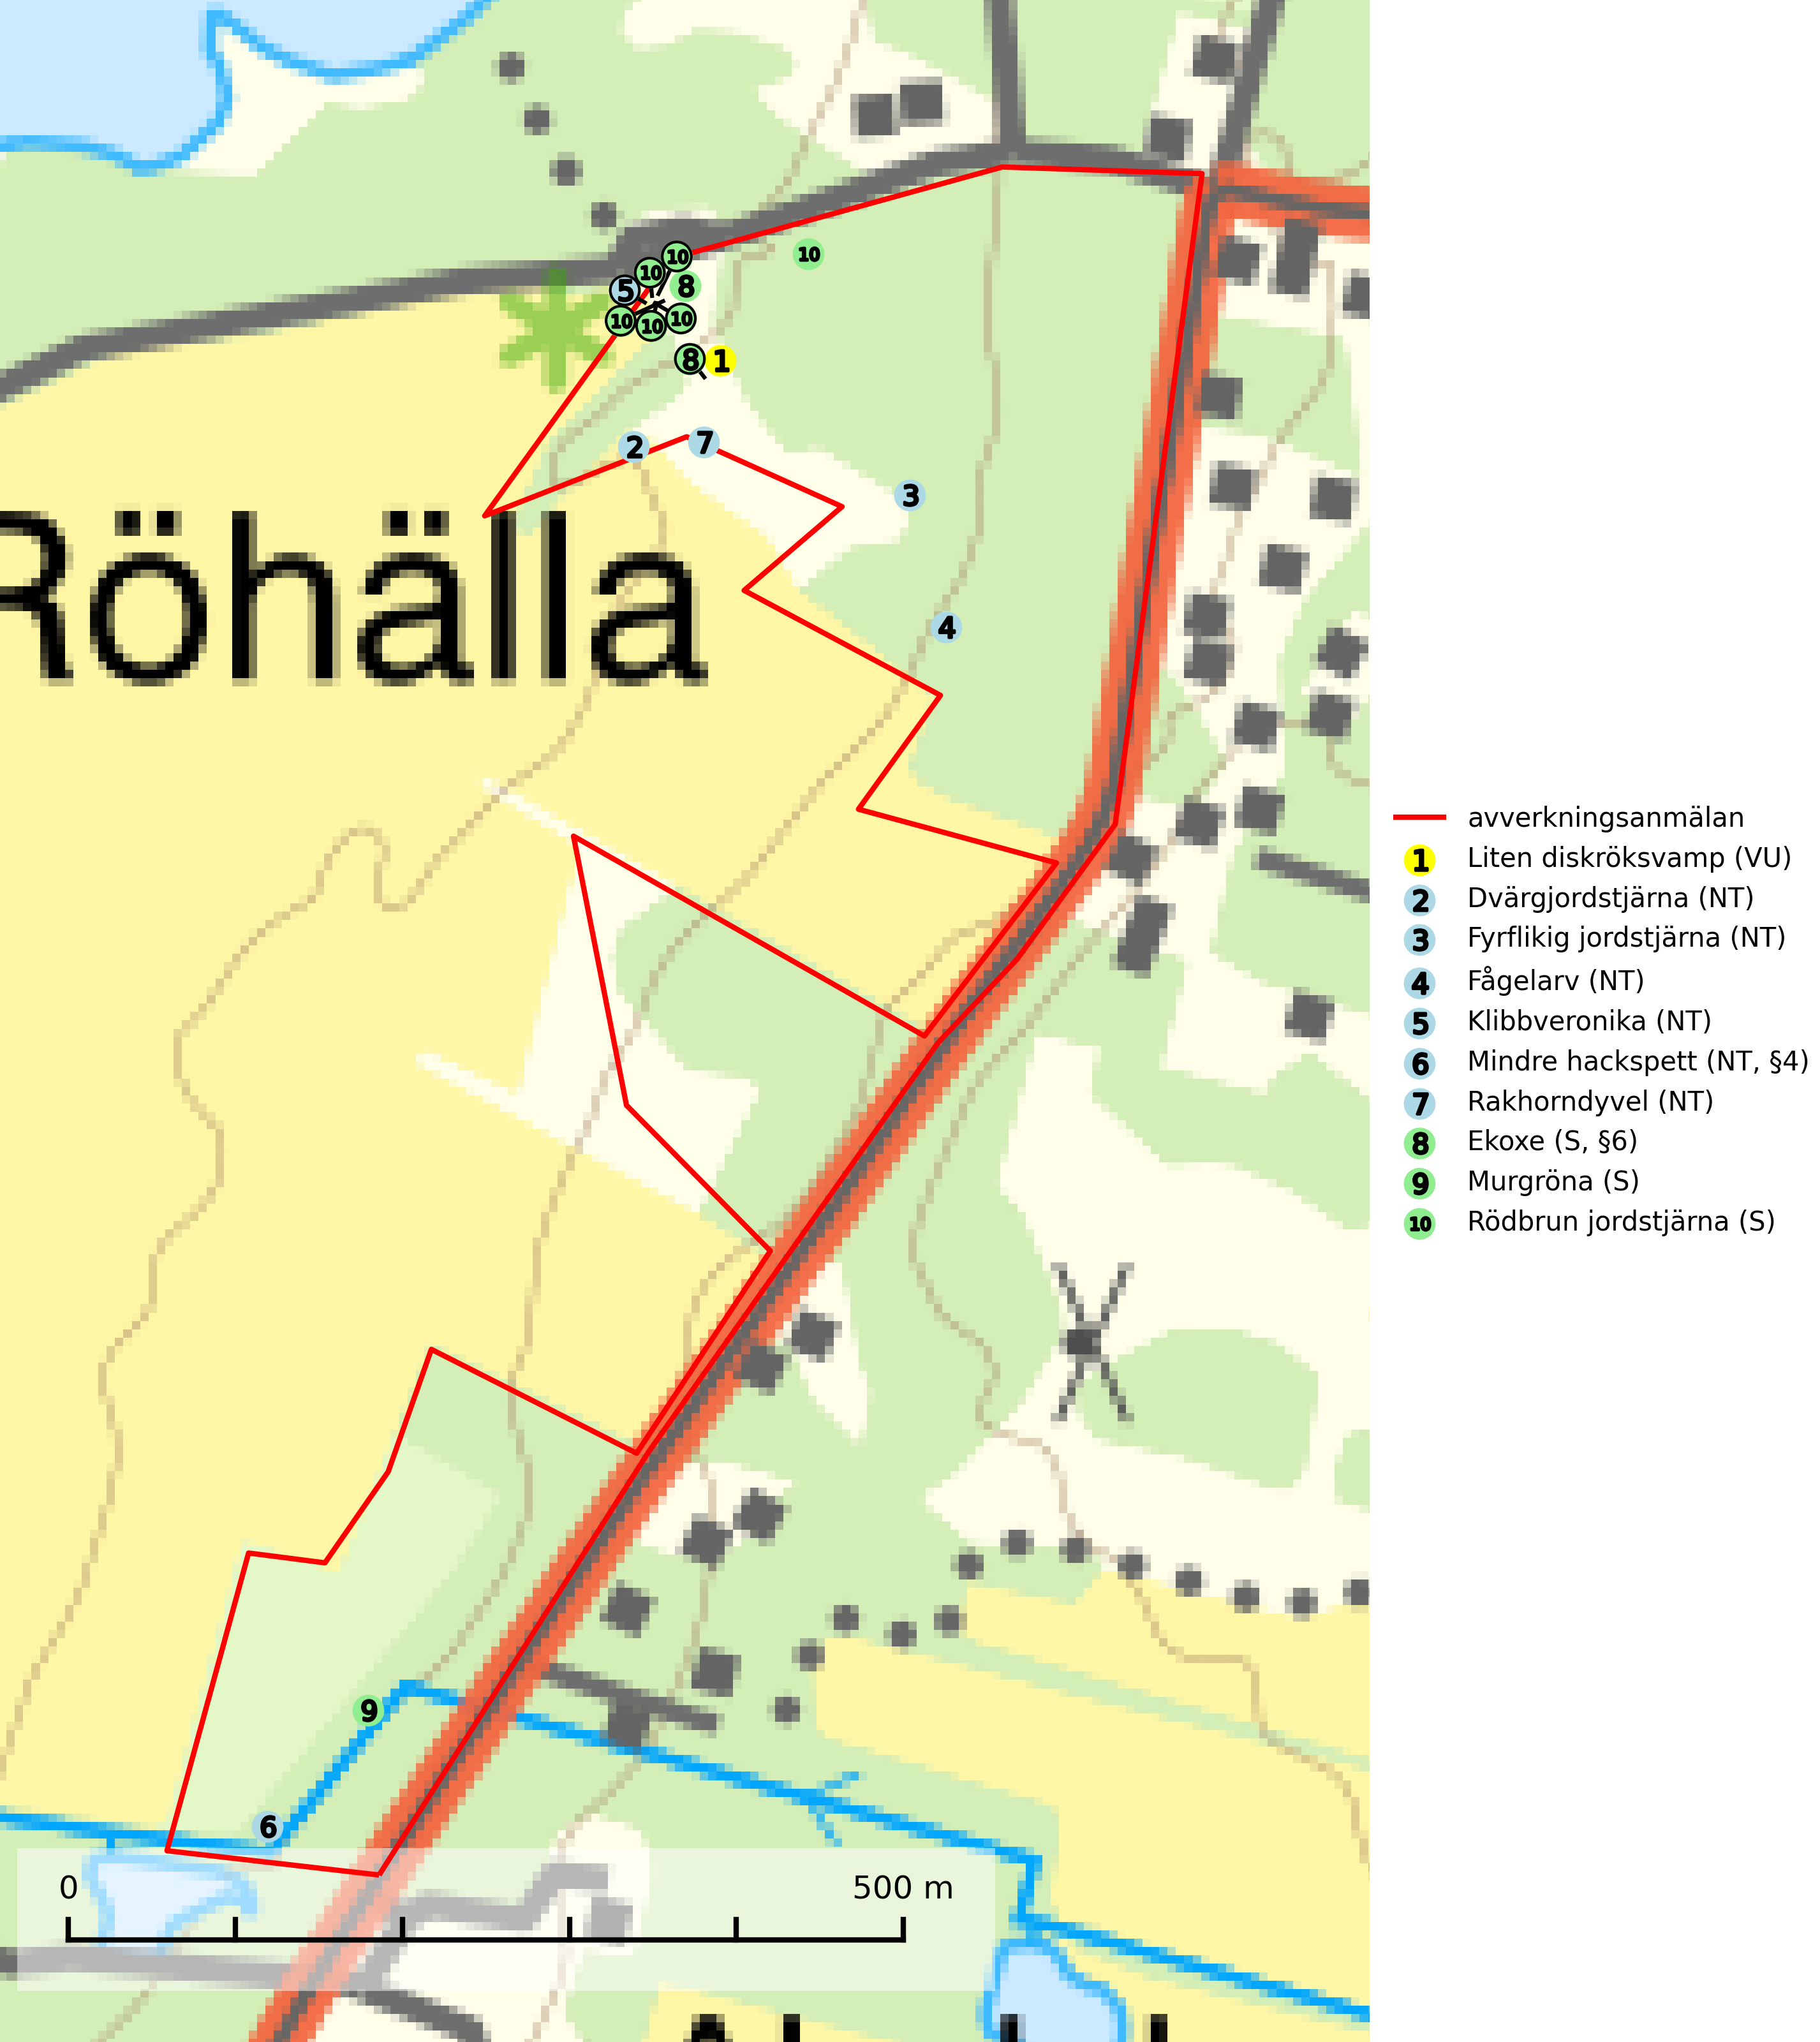 10
10
10
8
5
10
10
10
8
1
2
7
3
Röhälla
4
avverkningsanmälan
1 Liten diskröksvamp (VU)
2 Dvärgjordstjärna (NT)
3 Fyrflikig jordstjärna (NT)
4 Fågelarv (NT)
5 Klibbveronika (NT)
6 Mindre hackspett (NT, §4)
7 Rakhorndyvel (NT)
8 Ekoxe (S, §6)
9 Murgröna (S)
10 Rödbrun jordstjärna (S)
9
6
0 500 m